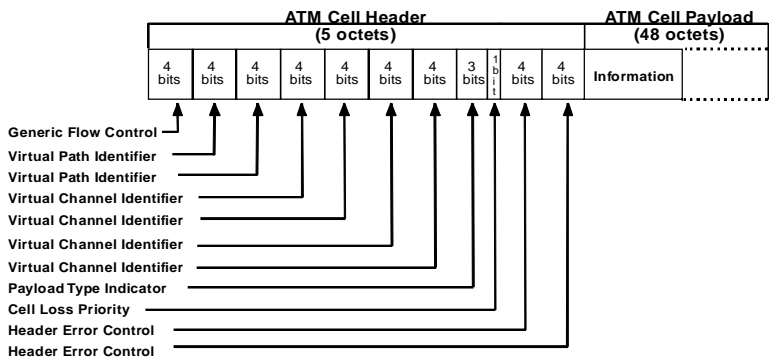 ATM Cell Header
(5 octets)
ATM Cell Payload
(48 octets)
4 bits
4 bits
4 bits
4 bits
4 bits
4 bits
4 bits
3 bits
1 bit
4 bits
4 bits
Information
Generic Flow Control
Virtual Path Identifier
Virtual Path Identifier
Virtual Channel Identifier
Virtual Channel Identifier
Virtual Channel Identifier
Virtual Channel Identifier
Payload Type Indicator
Cell Loss Priority
Header Error Control
Header Error Control